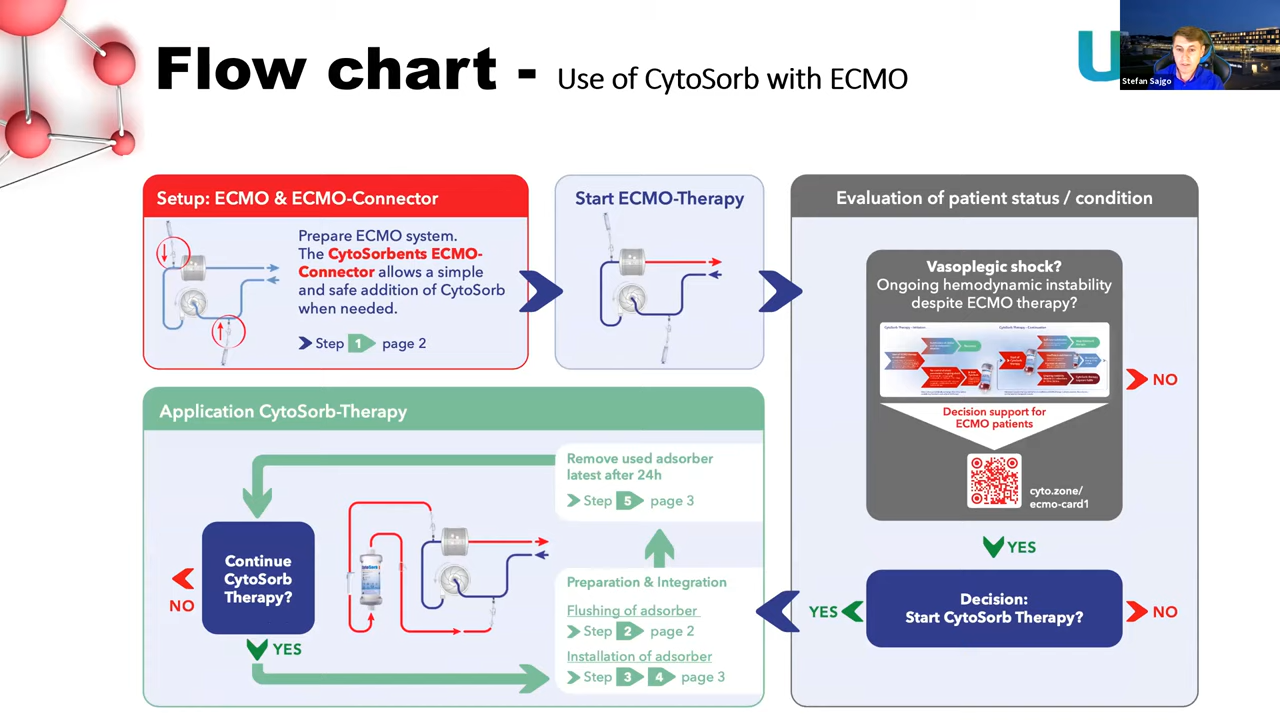 Flow chart - Use of CytoSorb with ECMO
U
Stefan Sajgo
Setup: ECMO & ECMO-Connector
Prepare ECMO system.
The CytoSorbents ECMO-
Connector allows a simple
and safe addition of CytoSorb
when needed.
Step 1 page 2
Start ECMO-Therapy
Evaluation of patient status / condition
Vasoplegic shock?
Ongoing hemodynamic instability
despite ECMO therapy?
Decision support for
ECMO patients
cyto.zone/
ecmo-card1
NO
YES
Decision:
Start CytoSorb Therapy?
NO
YES
Application CytoSorb-Therapy
Remove used adsorber
latest after 24h
Step 5 page 3
Preparation & Integration
Flushing of adsorber
Step 2 page 2
Installation of adsorber
Step 3 4 page 3
Continue
CytoSorb
Therapy?
NO
YES